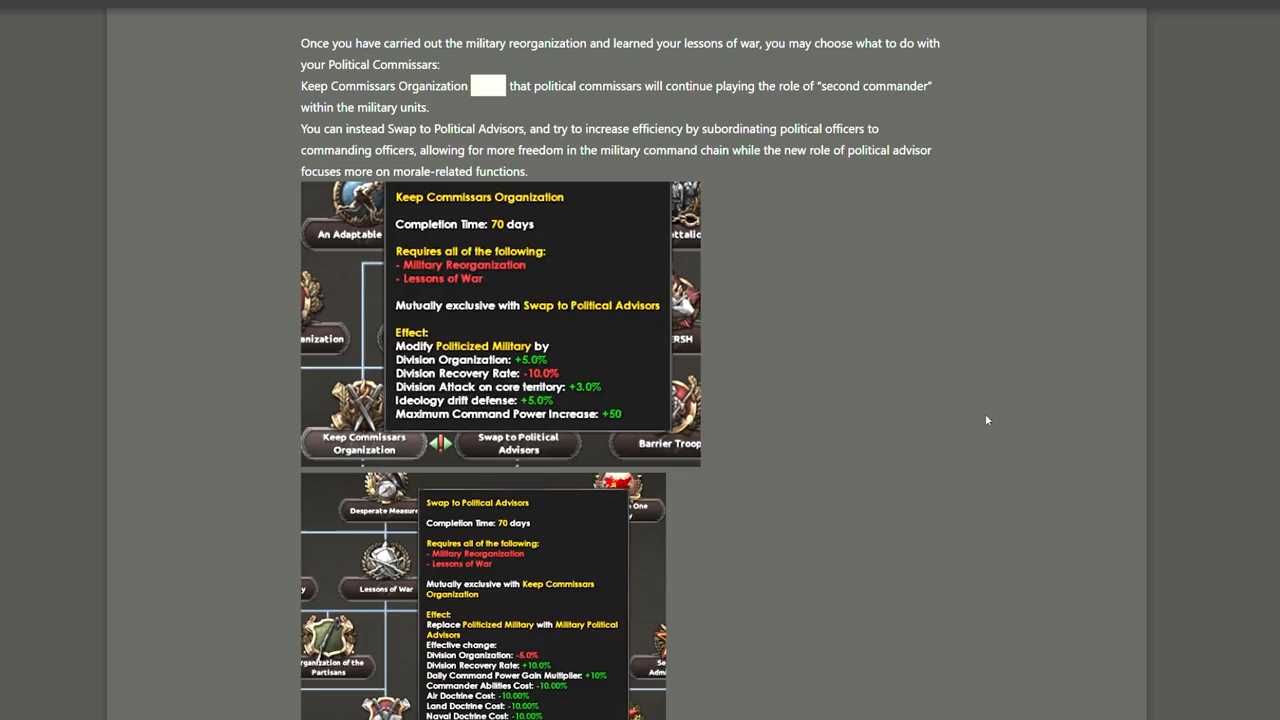 Once you have carried out the military reorganization and learned your lessons of war, you may choose what to do with
your Political Commissars:
Keep Commissars Organization that political commissars will continue playing the role of "second commander"
within the military units.
You can instead Swap to Political Advisors, and try to increase efficiency by subordinating political officers to
commanding officers, allowing for more freedom in the military command chain while the new role of political advisor
focuses more on morale-related functions.
Keep Commissars Organization
An Adaptable
Completion Time: 70 days
Requires all of the following:
- Military Reorganization
- Lessons of War
Mutually exclusive with Swap to Political Advisors
Effect:
Modify Politicized Military by
Division Organization: +5.0%
Division Recovery Rate: -10.0%
Division Attack on core territory: +3.0%
Ideology drift defense: +5.0%
Maximum Command Power Increase: +50
Keep Commissars
Organization
Swap to Political
Advisors
Barrier Troop
Swap to Political Advisors
Desperate Measur
Completion Time: 70 days
Requires all of the following:
- Military Reorganization
- Lessons of War
Lessons of War
Mutually exclusive with Keep Commissars
Organization
Effect:
Replace Politicized Military with Military Political
Advisors
Effective change:
Division Organization: -5.0%
Division Recovery Rate: +10.0%
Daily Command Power Gain Multiplier: +10%
Commander Abilities Cost: -10.00%
Air Doctrine Cost: -10.00%
Land Doctrine Cost: -10.00%
Naval Doctrine Cost: -10.00%
rganization of the
Partisans